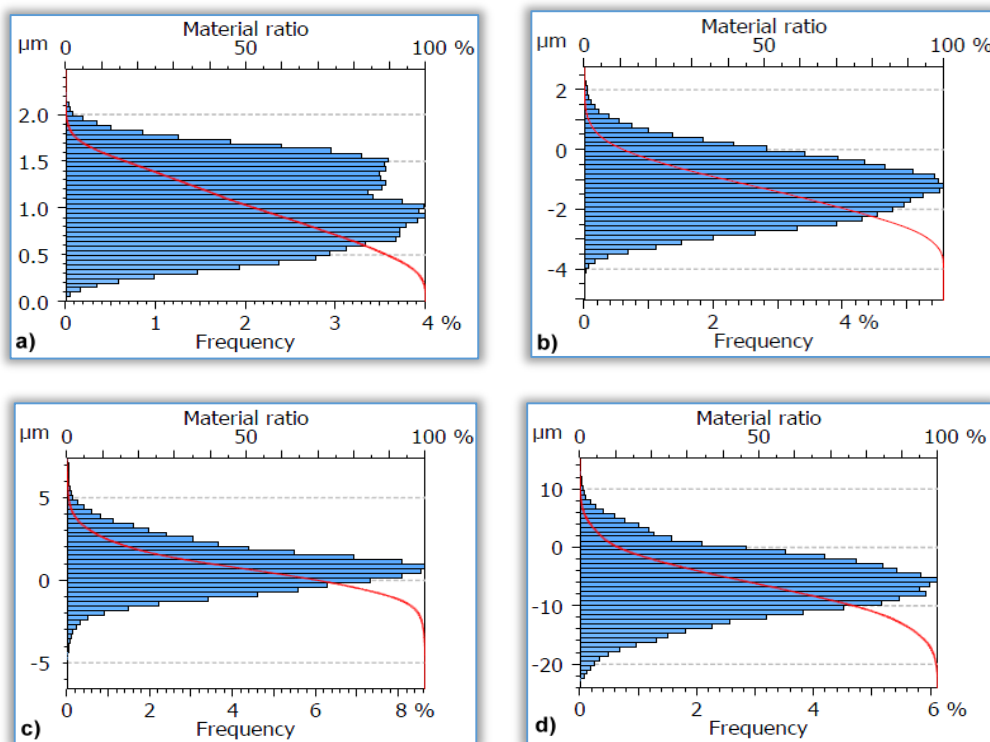 Material ratio
µm 0 50 100 %
2.0
1.5
1.0
0.5
0.0
0 1 2 3 4 %
Frequency
a)
Material ratio
µm 0 50 100 %
2
0
-2
-4
0 2 4 %
Frequency
b)
Material ratio
µm 0 50 100 %
5
0
-5
0 2 4 6 8 %
Frequency
c)
Material ratio
µm 0 50 100 %
10
0
-10
-20
0 2 4 6 %
Frequency
d)